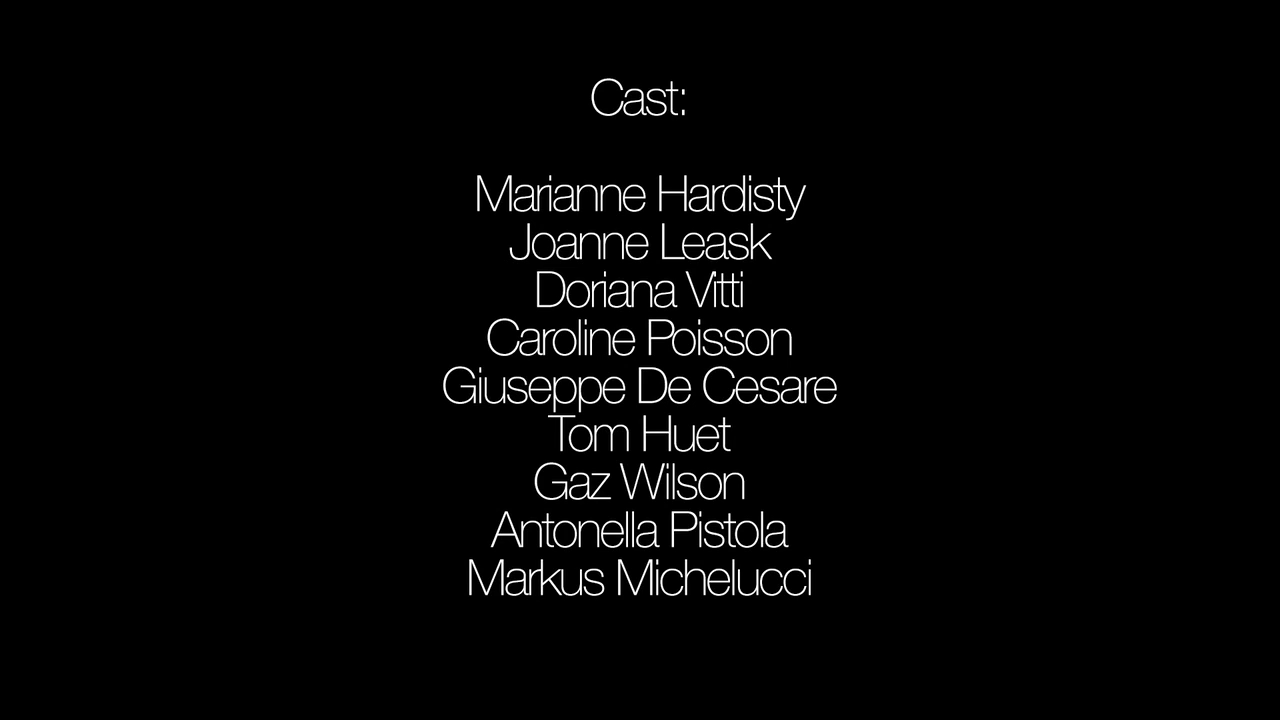 Cast:
Marianne Hardisty
Joanne Leask
Doriana Vitti
Caroline Poisson
Giuseppe De Cesare
Tom Huet
Gaz Wilson
Antonella Pistola
Markus Michelucci